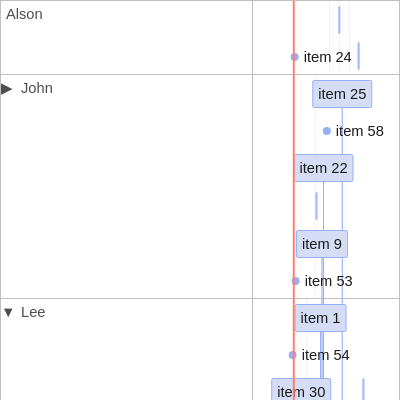 Alson
item 24
▶ John
item 25
item 58
item 22
item 9
item 53
▼ Lee
item 1
item 54
item 30